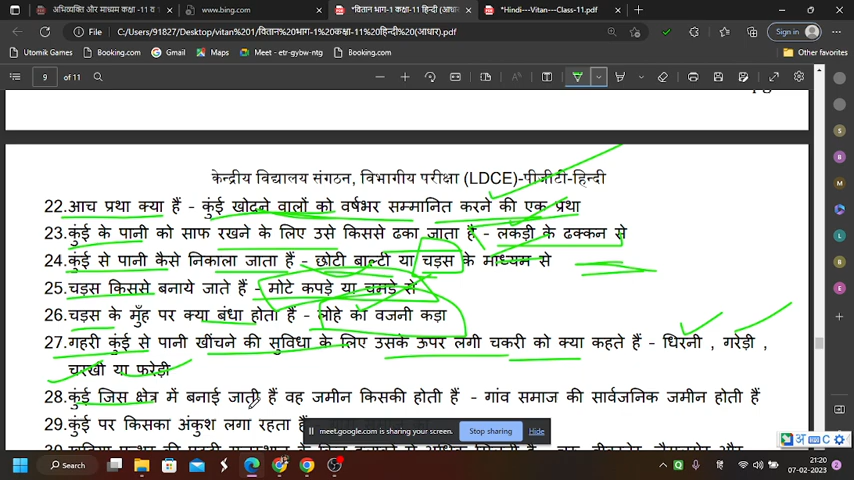 अभिव्यक्ति और माध्यम कक्षा -11 व 1
www.bing.com
*वितान भाग- 1 कक्षा-11 हिन्दी (आधार)
*Hindi---Vitan---Class-11.pdf
File
C:/Users/91827/Desktop/vitan%201/वितान%20भाग-%201%20कक्षा-11%20हिन्दी%20(आधार).pdf
Sign in
Utomik Games
Booking.com
Gmail
Maps
Meet - etr-gybw-ntg
Booking.com
Other favorites
9 of 11
केन्द्रीय विद्यालय संगठन, विभागीय परीक्षा (LDCE)-पीजीटी-हिन्दी
22.आच प्रथा क्या हैं - कुंई खोदने वालों को वर्षभर सम्मानित करने की एक प्रथा
23.कुंई के पानी को साफ रखने के लिए उसे किससे ढका जाता हैं - लकड़ी के ढक्कन से
24.कुंई से पानी कैसे निकाला जाता हैं - छोटी बाल्टी या चड़स के माध्यम से
25.चड़स किससे बनाये जाते हैं - मोटे कपड़े या चमड़े से
26.चड़स के मुँह पर क्या बंधा होता हैं - लोहे का वजनी कड़ा
27.गहरी कुंई से पानी खींचने की सुविधा के लिए उसके ऊपर लगी चकरी को क्या कहते हैं - धिरनी , गरेड़ी ,
चरखी या फरेड़ी
28.कुंई जिस क्षेत्र में बनाई जाती हैं वह जमीन किसकी होती हैं - गांव समाज की सार्वजनिक जमीन होती हैं
29.कुंई पर किसका अंकुश लगा रहता हैं
meet.google.com is sharing your screen.
Stop sharing
Hide
Search
21:20
07-02-2023